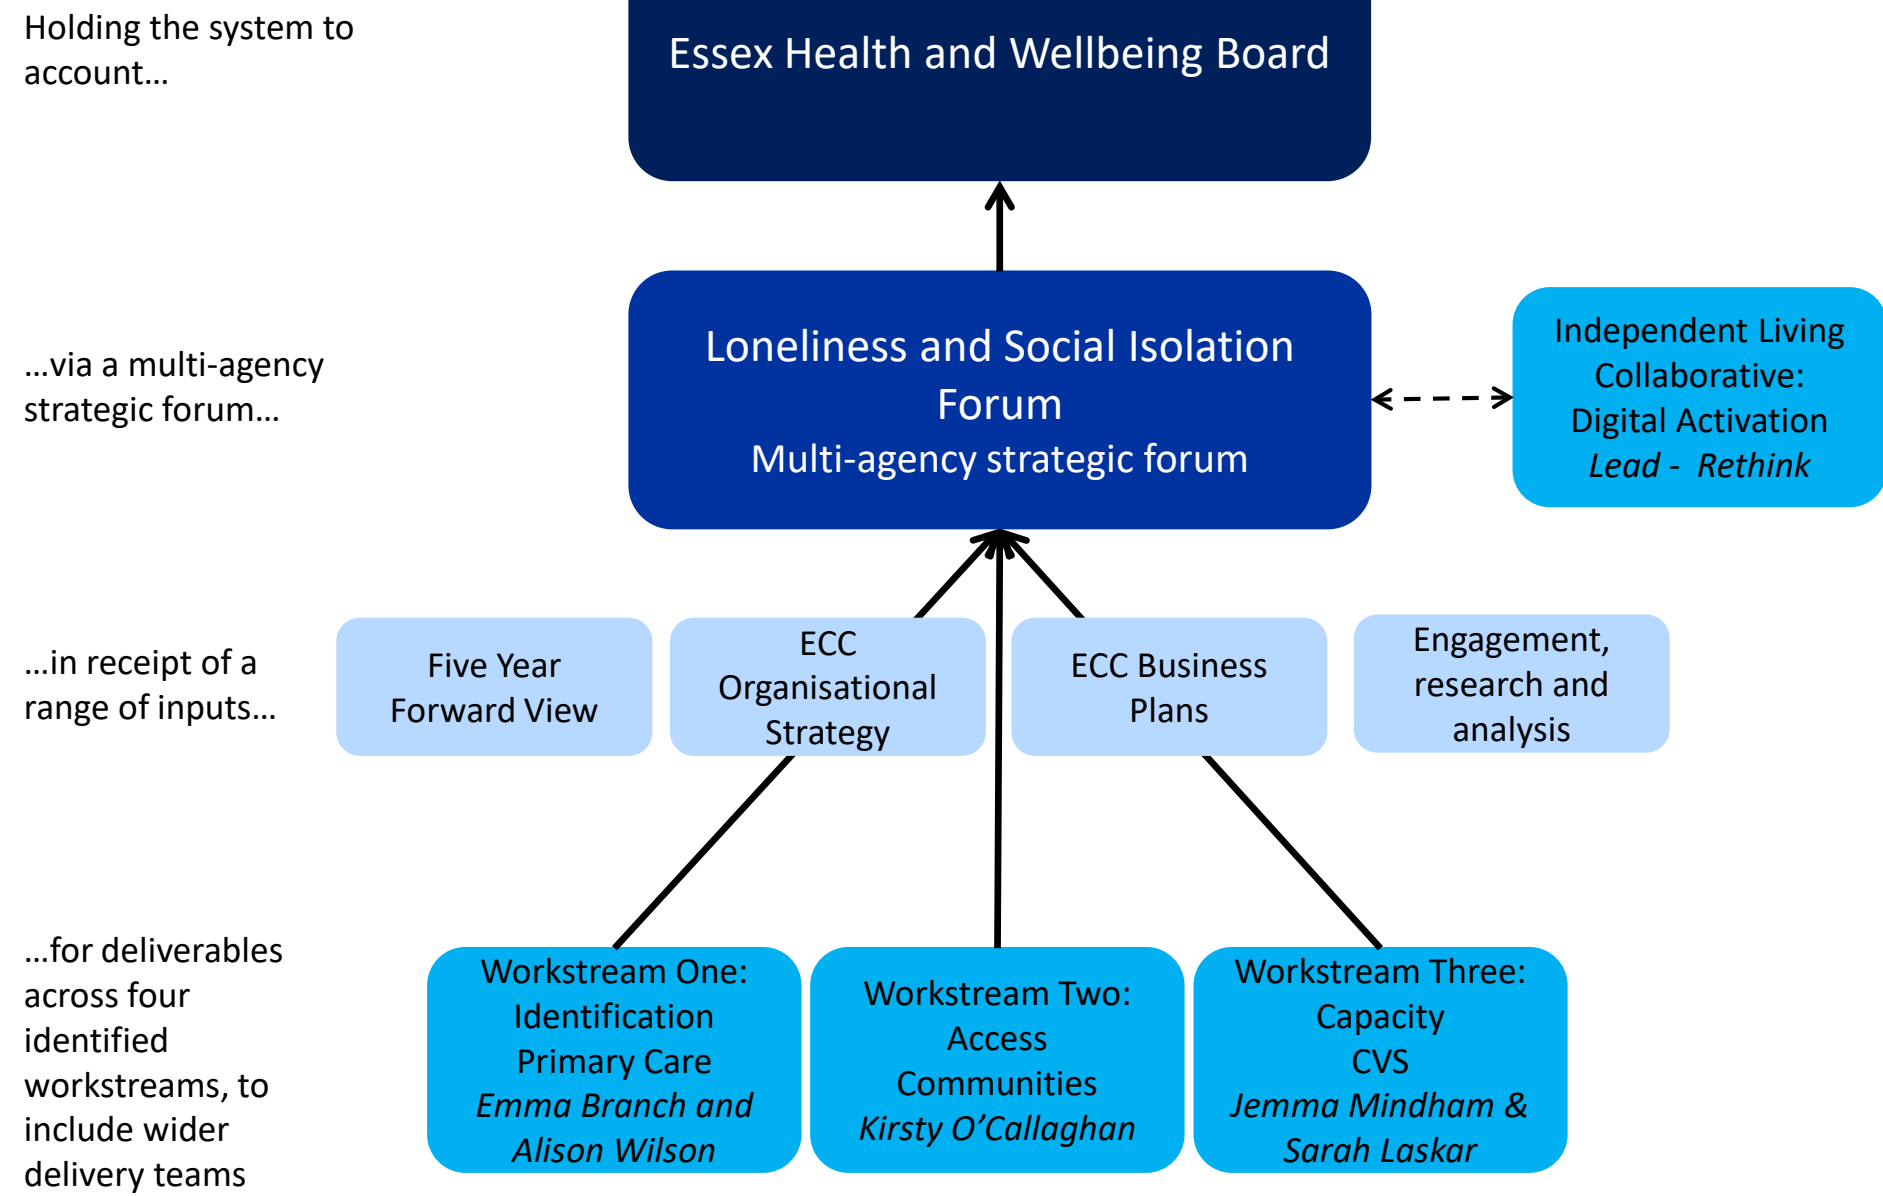 Holding the system to
account…
Essex Health and Wellbeing Board
…via a multi-agency
strategic forum…
Loneliness and Social Isolation
Forum
Multi-agency strategic forum
Independent Living
Collaborative:
Digital Activation
Lead -  Rethink
…in receipt of a
range of inputs…
Five Year
Forward View
ECC
Organisational
Strategy
ECC Business
Plans
Engagement,
research and
analysis
…for deliverables
across four
identified
workstreams, to
include wider
delivery teams
Workstream One:
Identification
Primary Care
Emma Branch and
Alison Wilson
Workstream Two:
Access
Communities
Kirsty O’Callaghan
Workstream Three:
Capacity
CVS
Jemma Mindham &
Sarah Laskar